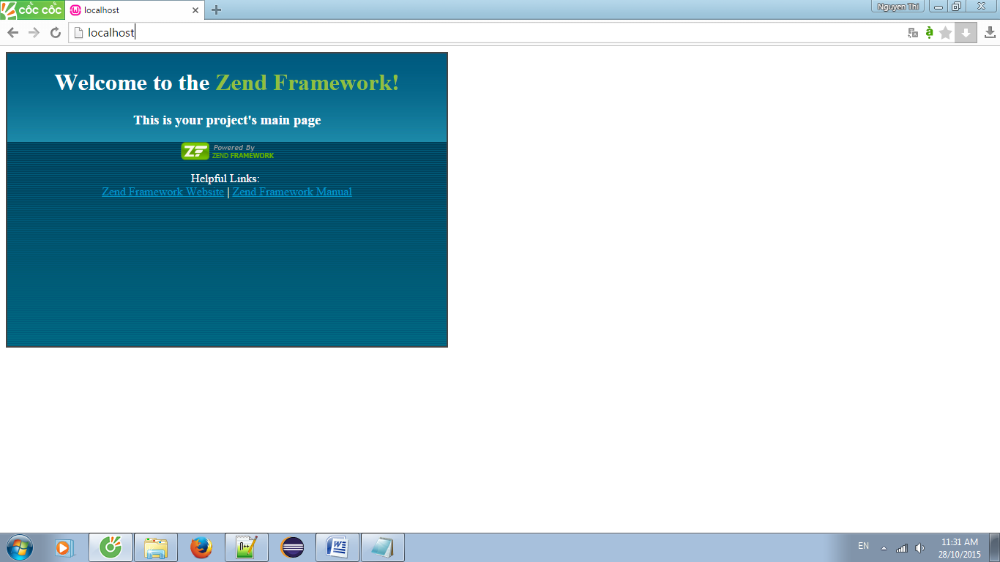 CỐC CỐC
localhost
Nguyen Thi
localhost
Welcome to the Zend Framework!
This is your project's main page
ZF Powered By
ZEND FRAMEWORK
Helpful Links:
Zend Framework Website | Zend Framework Manual
EN
11:31 AM
28/10/2015